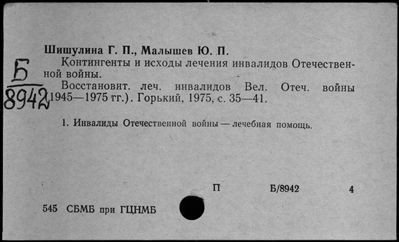 Шишулина Г. П., Малышев Ю. П.
Контингенты и исходы лечения инвалидов Отечествен-
ной войны.
Б
8942
Восстановит. леч. инвалидов Вел. Отеч. войны
(1945—1975 гг.). Горький, 1975, с. 35—41.
1. Инвалиды Отечественной войны — лечебная помощь.
П Б/8942 4
545 СБМБ при ГЦНМБ